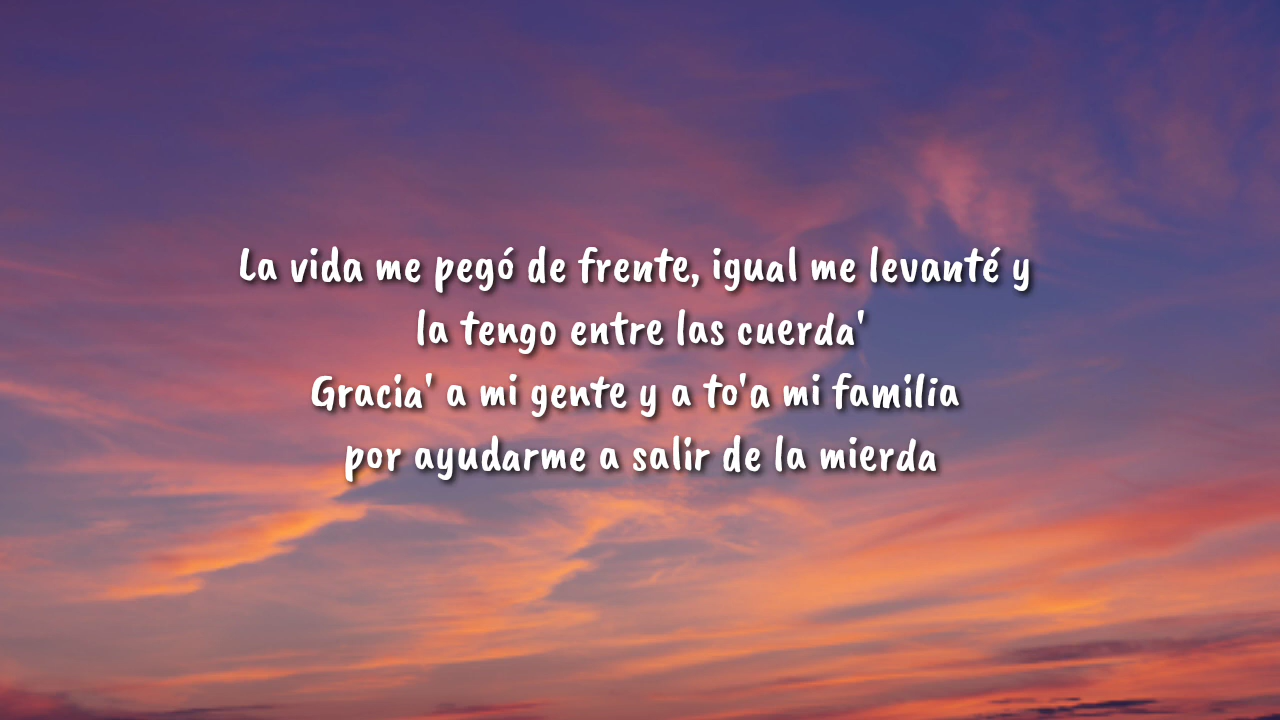 La vida me pegó de frente, igual me levanté y
la tengo entre las cuerda'
Gracia' a mi gente y a to'a mi familia
por ayudarme a salir de la mierda